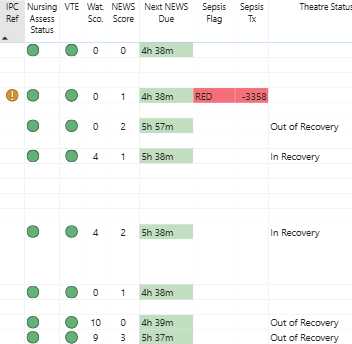 IPC Nursing VTE Wat. NEWS Next NEWS Sepsis Sepsis Theatre Status
Ref Assess Sco. Score Due Flag Tx
Status
0 0 4h 38m
! 0 1 4h 38m RED -3358
0 2 5h 57m Out of Recovery
4 1 5h 38m In Recovery
4 2 5h 38m In Recovery
0 1 4h 38m
10 0 4h 39m Out of Recovery
9 3 5h 37m Out of Recovery